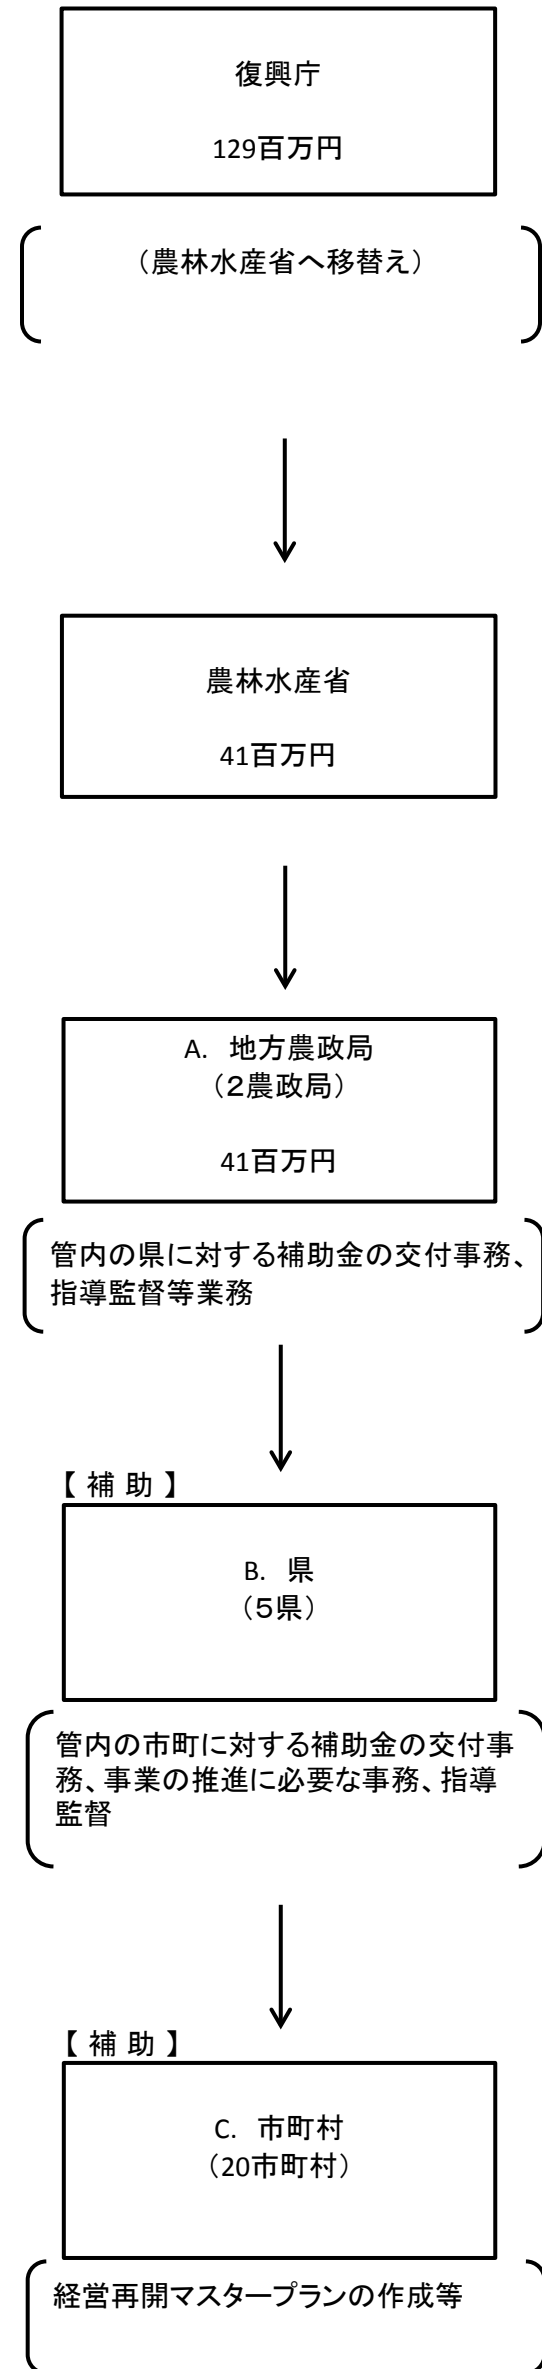 復興庁
129百万円
（農林水産省へ移替え）
農林水産省
41百万円
A. 地方農政局
（２農政局）
41百万円
管内の県に対する補助金の交付事務、
指導監督等業務
【 補 助 】
B. 県
（５県）
管内の市町に対する補助金の交付事
務、事業の推進に必要な事務、指導
監督
【 補 助 】
C. 市町村
（20市町村）
経営再開マスタープランの作成等